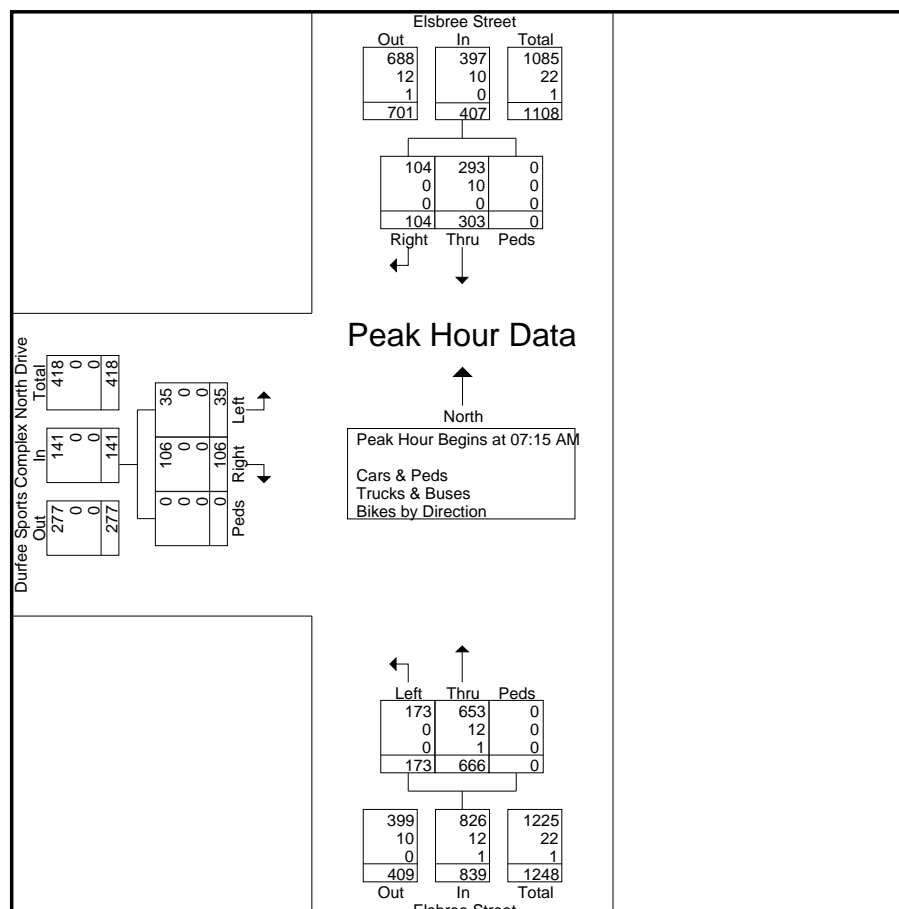 Elsbree Street
Out In Total
688 397 1085
12 10 22
1 0 1
701 407 1108
104 293 0
0 10 0
0 0 0
104 303 0
Right Thru Peds
Peak Hour Data
North
Peak Hour Begins at 07:15 AM
Cars & Peds
Trucks & Buses
Bikes by Direction
Durfee Sports Complex North Drive
Out In Total
277 141 418
0 0 0
0 0 0
277 141 418
0 106 35
0 0 0
0 0 0
0 106 35
Peds Right Left
Left Thru Peds
173 653 0
0 12 0
0 1 0
173 666 0
399 826 1225
10 12 22
0 1 1
409 839 1248
Out In Total
Elsbree Street